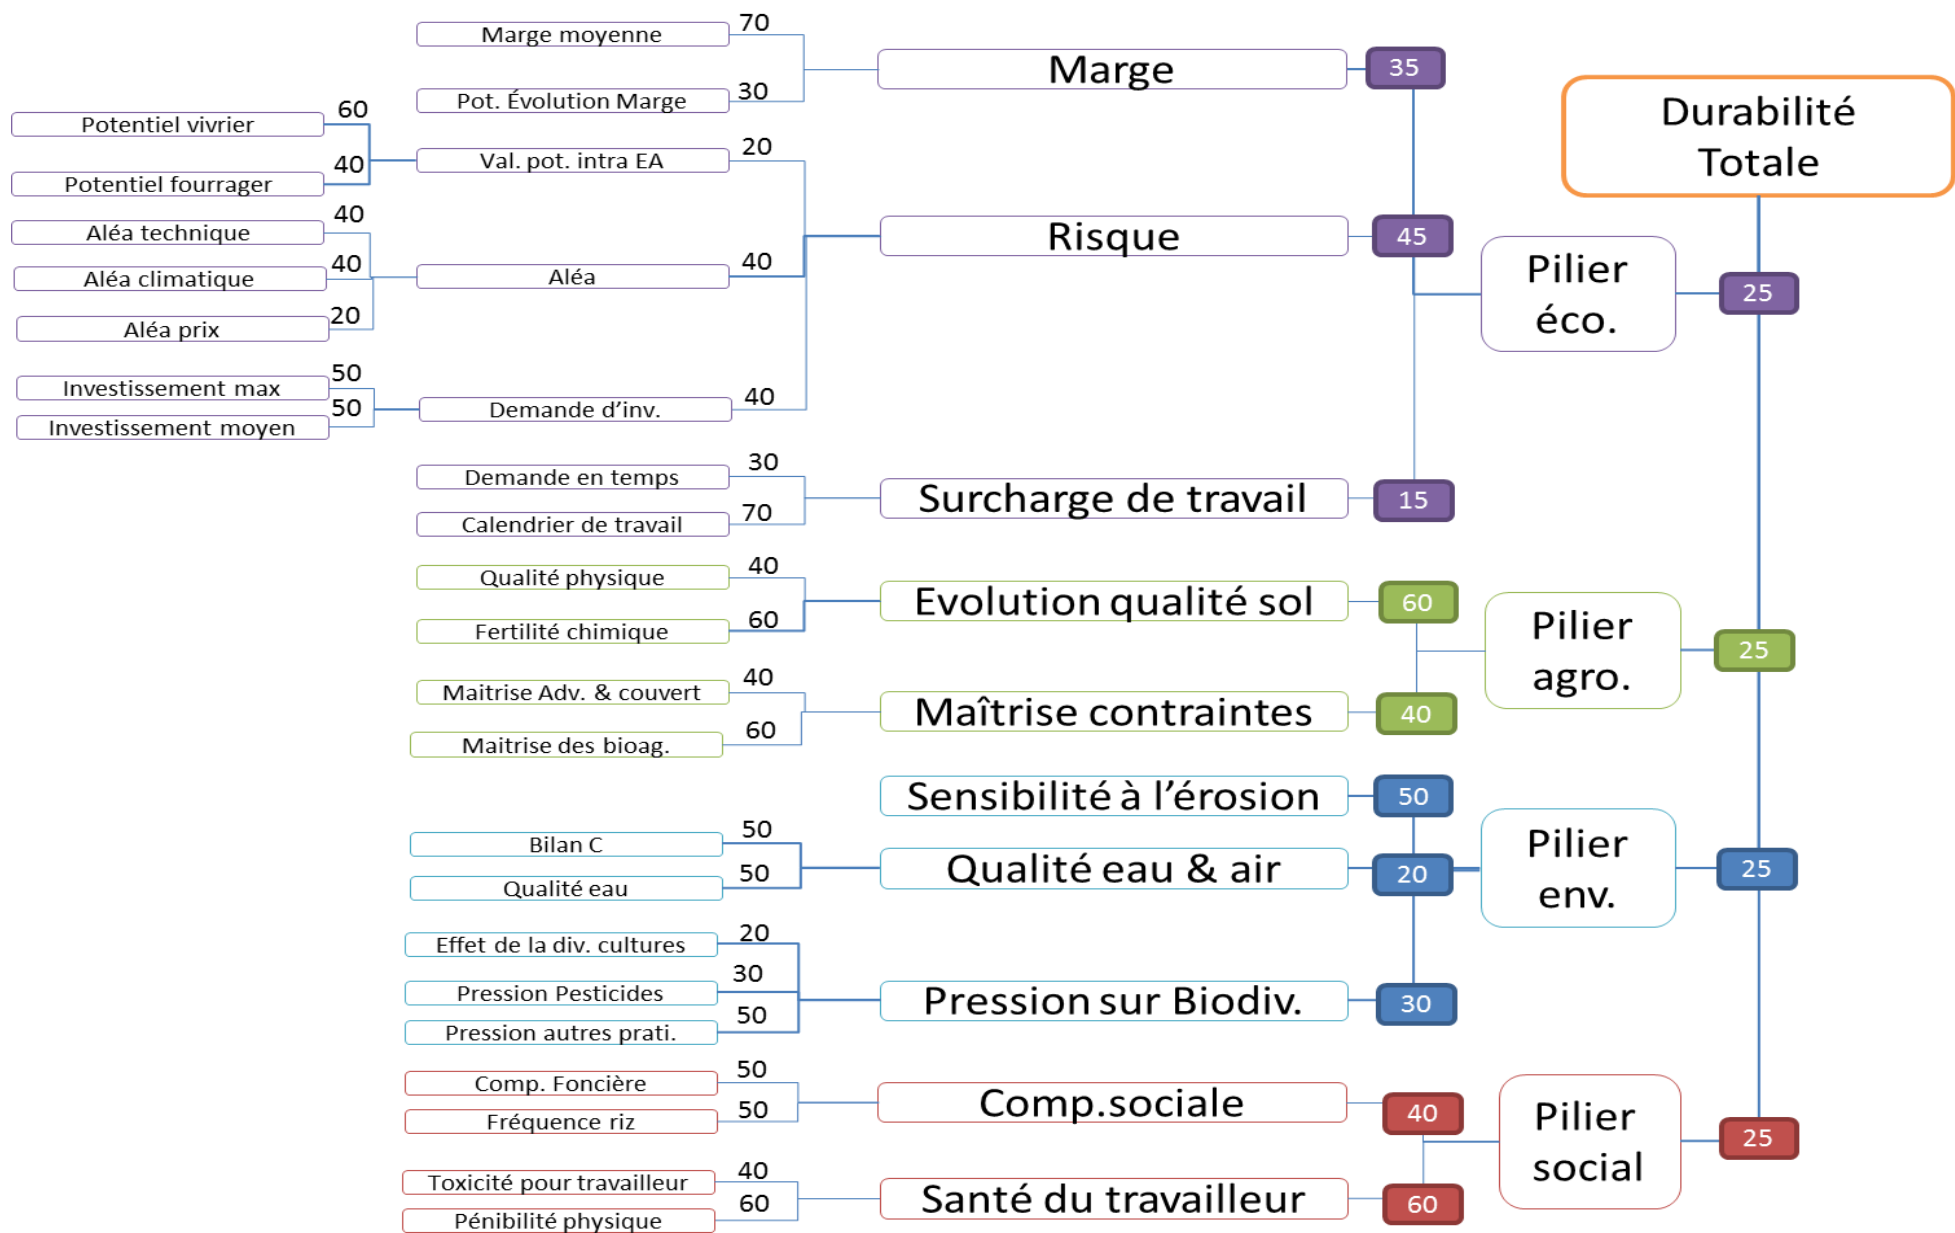 Durabilité
Totale
25
Pilier
éco.
35
Marge
70
Marge moyenne
30
Pot. Évolution Marge
45
Risque
20
Val. pot. intra EA
60
Potentiel vivrier
40
Potentiel fourrager
40
Aléa
40
Aléa technique
40
Aléa climatique
20
Aléa prix
40
Demande d’inv.
50
Investissement max
50
Investissement moyen
15
Surcharge de travail
30
Demande en temps
70
Calendrier de travail
25
Pilier
agro.
60
Evolution qualité sol
40
Qualité physique
60
Fertilité chimique
40
Maîtrise contraintes
40
Maitrise Adv. & couvert
60
Maitrise des bioag.
25
Pilier
env.
50
Sensibilité à l’érosion
20
Qualité eau & air
50
Bilan C
50
Qualité eau
30
Pression sur Biodiv.
20
Effet de la div. cultures
30
Pression Pesticides
50
Pression autres prati.
25
Pilier
social
40
Comp.sociale
50
Comp. Foncière
50
Fréquence riz
60
Santé du travailleur
40
Toxicité pour travailleur
60
Pénibilité physique